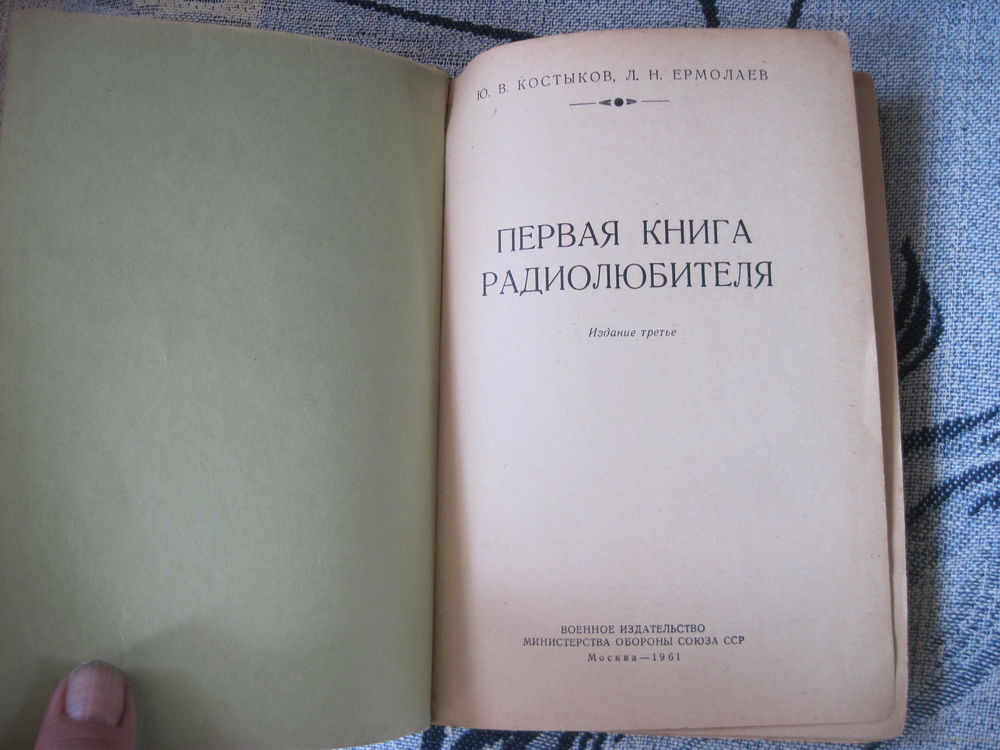 Ю. В. КОСТЫКОВ, Л. Н. ЕРМОЛАЕВ
ПЕРВАЯ КНИГА
РАДИОЛЮБИТЕЛЯ
Издание третье
ВОЕННОЕ ИЗДАТЕЛЬСТВО
МИНИСТЕРСТВА ОБОРОНЫ СОЮЗА ССР
Москва—1961